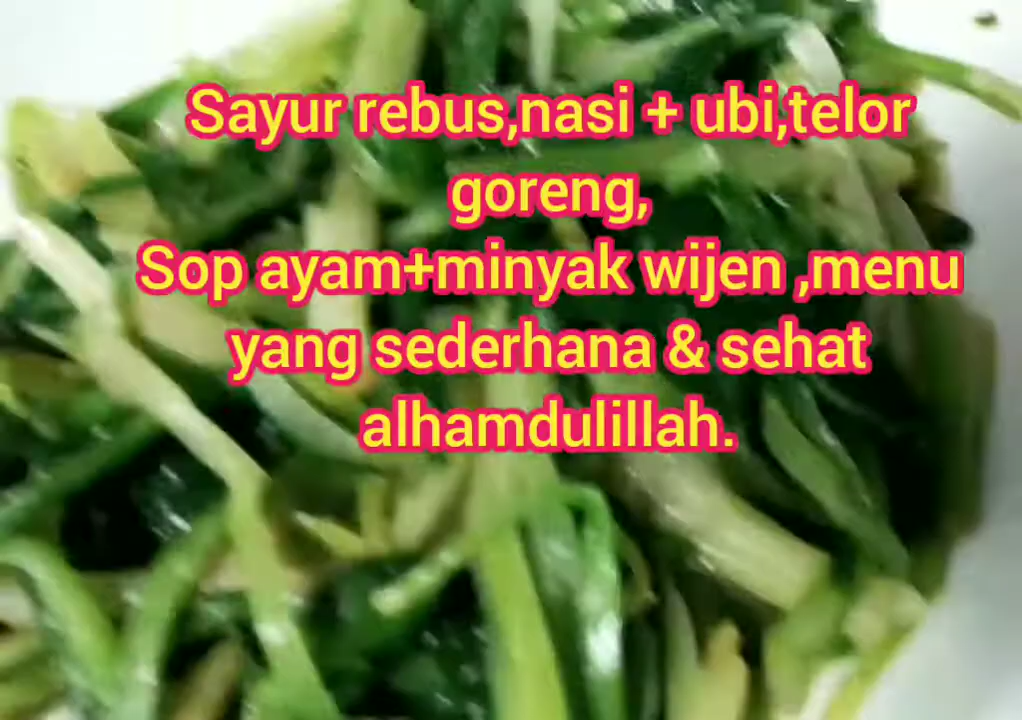 Sayur rebus,nasi + ubi,telor
goreng,
Sop ayam+minyak wijen ,menu
yang sederhana & sehat
alhamdulillah.